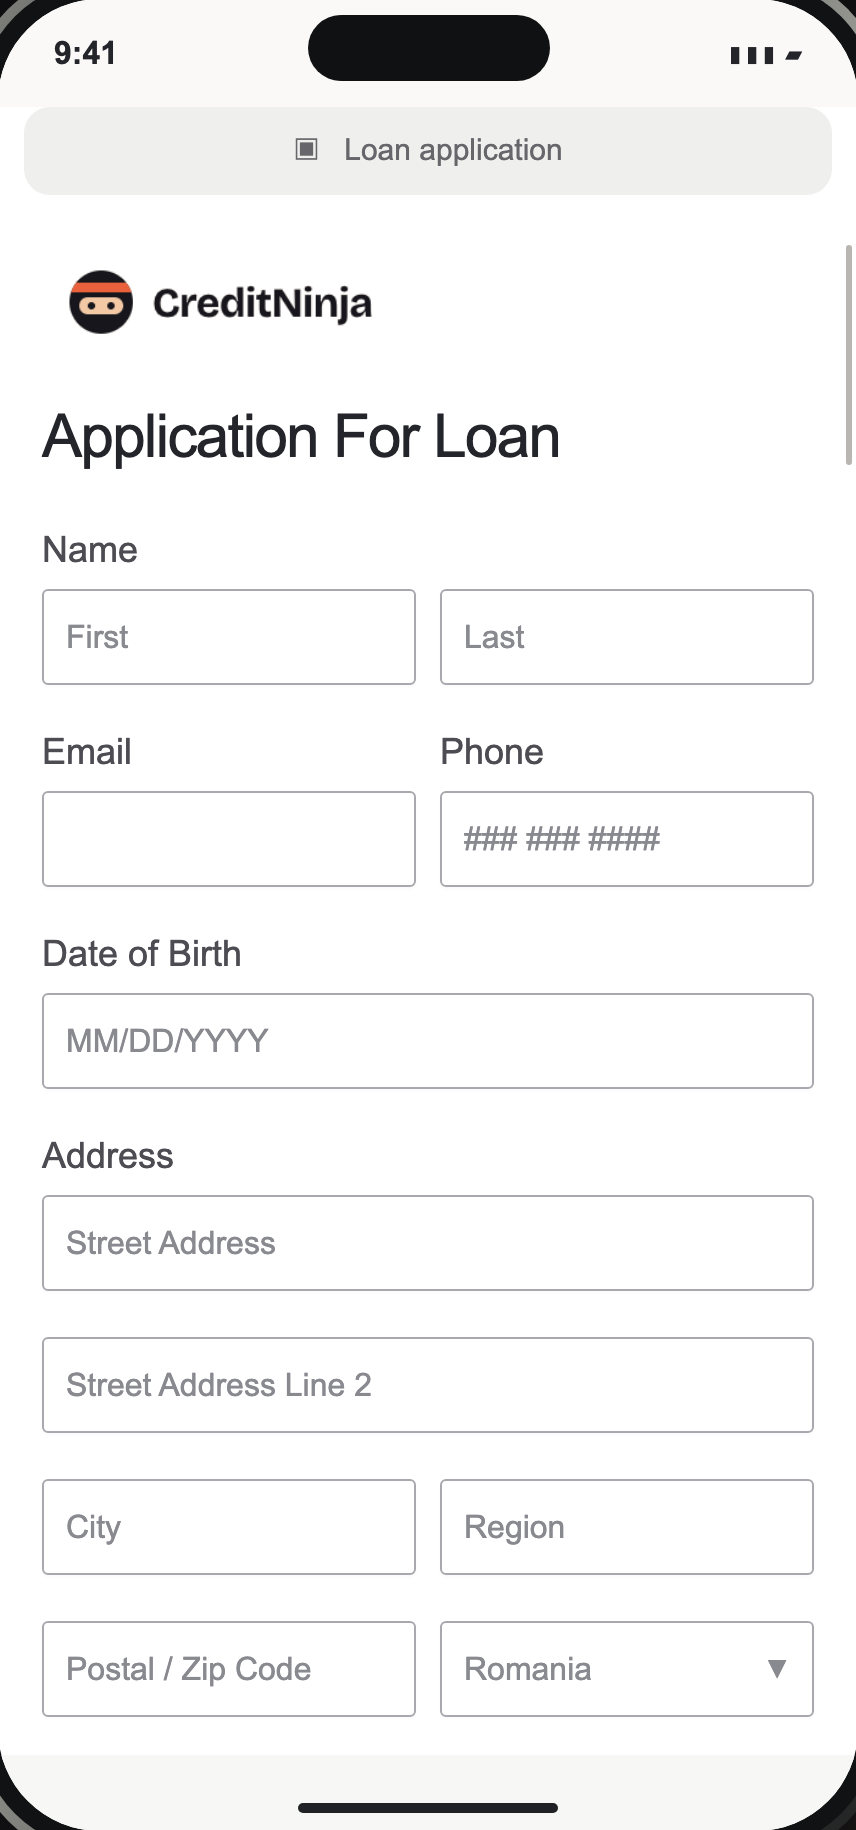 9:41
Loan application
CreditNinja
Application For Loan
Name
First Last
Email Phone
### ### ####
Date of Birth
MM/DD/YYYY
Address
Street Address
Street Address Line 2
City Region
Postal / Zip Code Romania